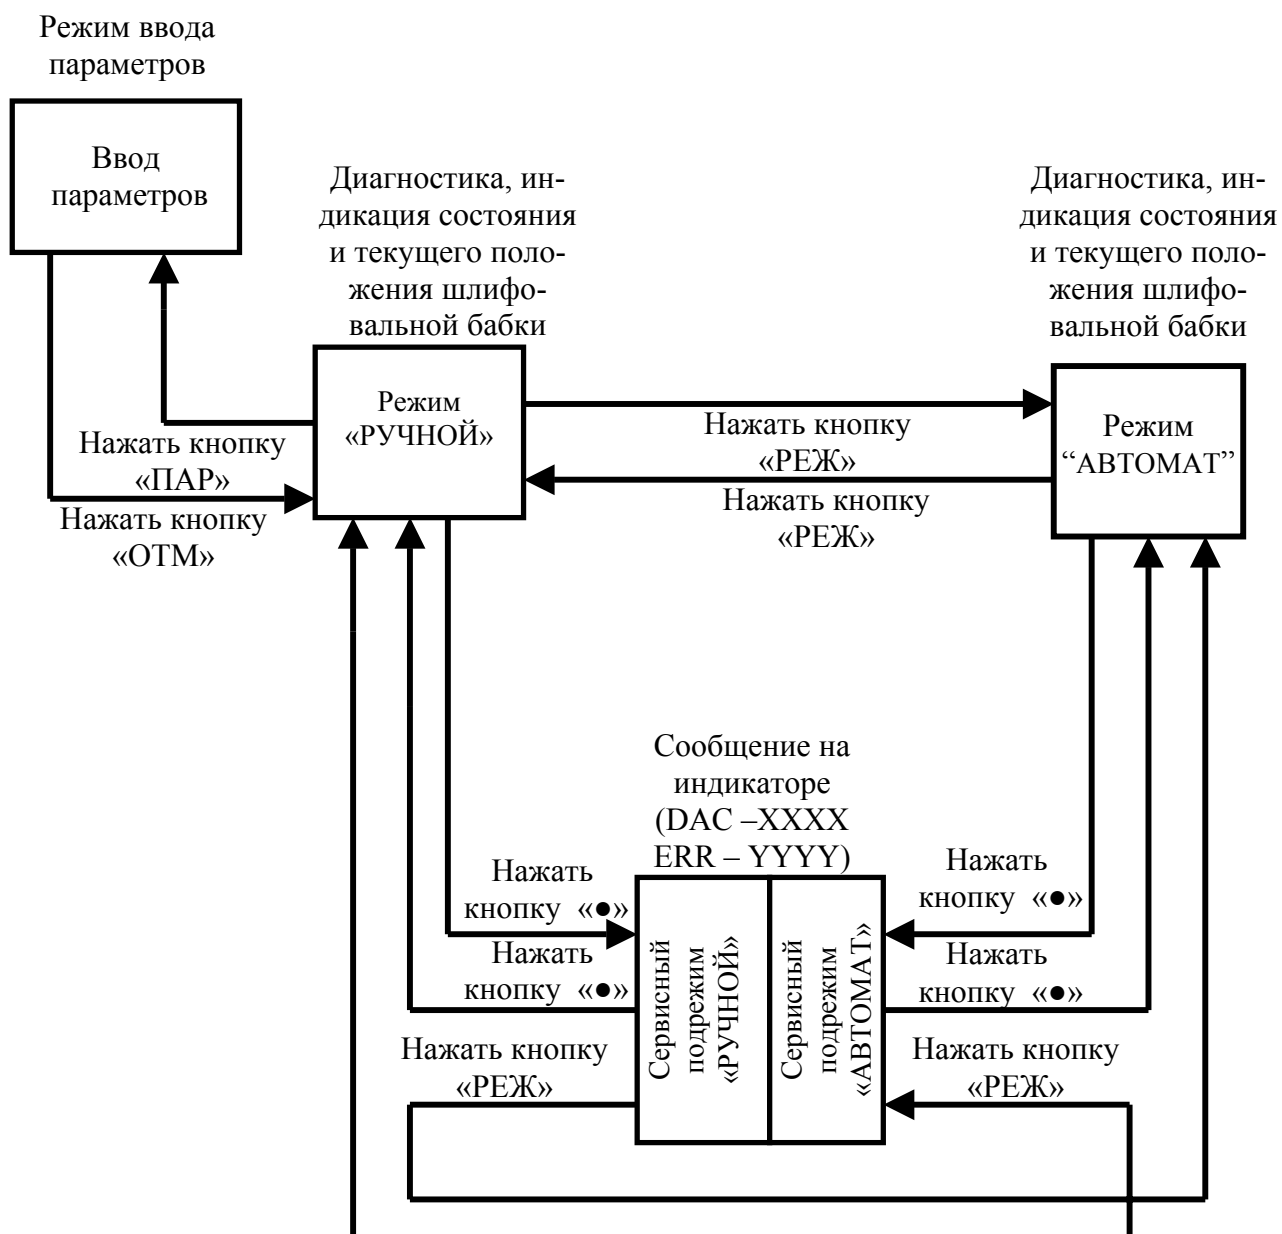 Режим ввода
параметров
Ввод
параметров
Диагностика, ин-
дикация состояния
и текущего поло-
жения шлифо-
вальной бабки
Диагностика, ин-
дикация состояния
и текущего поло-
жения шлифо-
вальной бабки
Режим
«РУЧНОЙ»
Режим
“АВТОМАТ”
Нажать кнопку
«ПАР»
Нажать кнопку
«ОТМ»
Нажать кнопку
«РЕЖ»
Нажать кнопку
«РЕЖ»
Сообщение на
индикаторе
(DAC –XXXX
ERR – YYYY)
Нажать
кнопку «●»
Нажать
кнопку «●»
Нажать кнопку
«РЕЖ»
Сервисный
подрежим
«РУЧНОЙ»
Сервисный
подрежим
«АВТОМАТ»
Нажать
кнопку «●»
Нажать
кнопку «●»
Нажать кнопку
«РЕЖ»